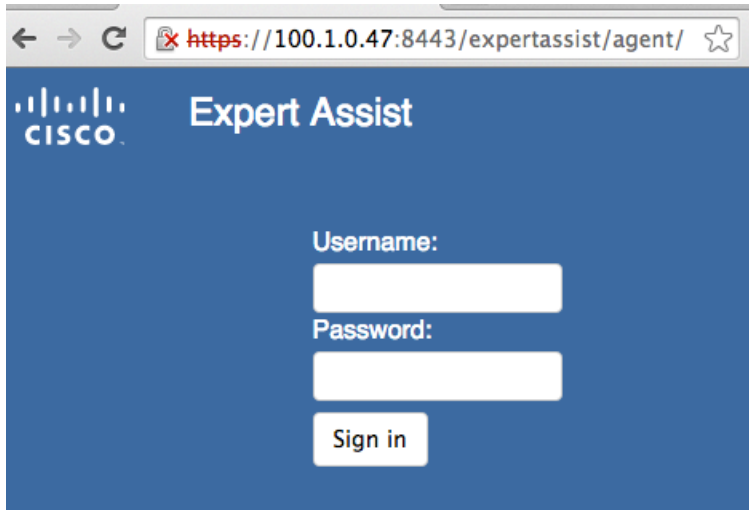 https://100.1.0.47:8443/expertassist/agent/
CISCO.
Expert Assist
Username:
Password:
Sign in